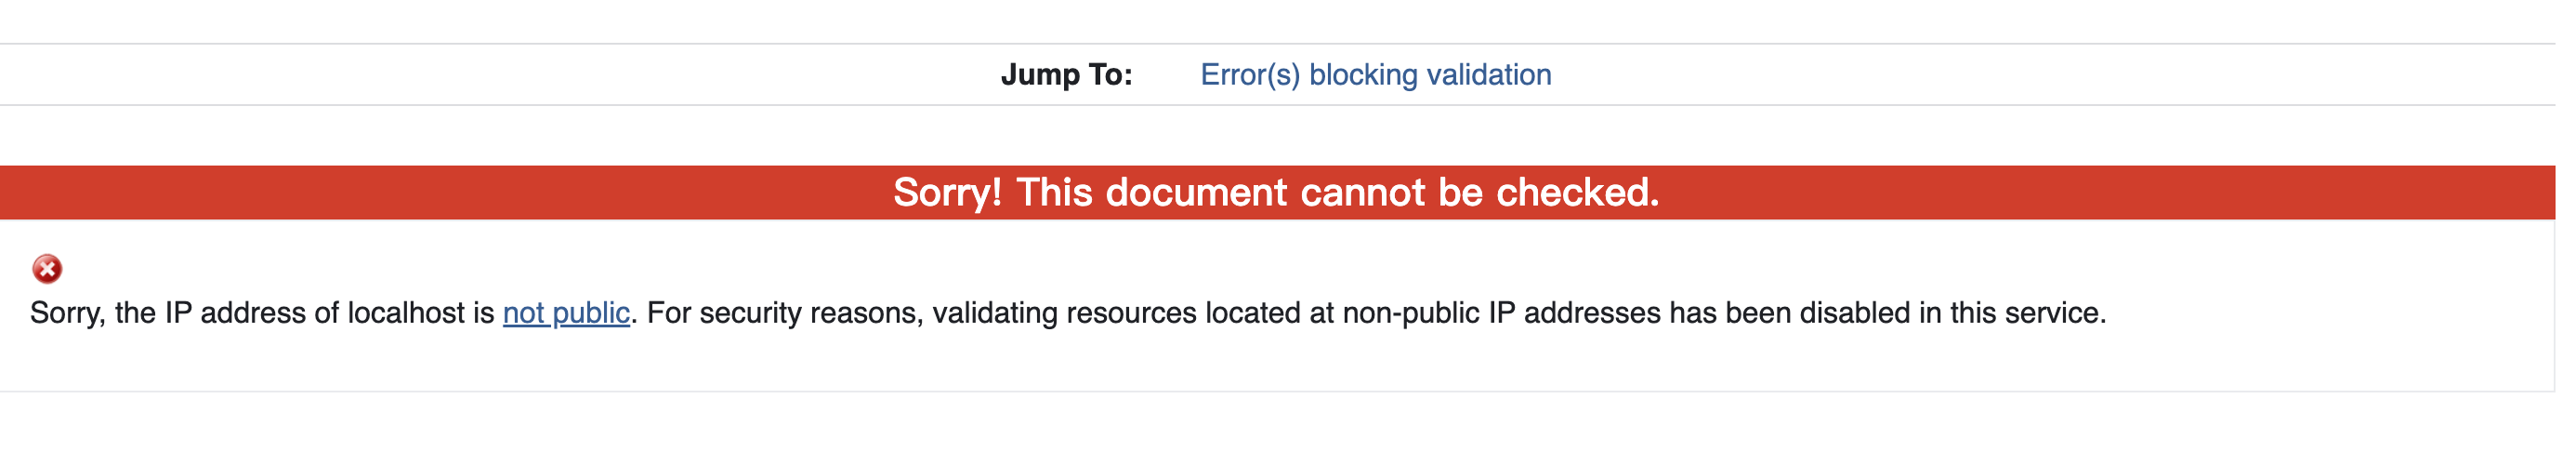 Jump To: Error(s) blocking validation
Sorry! This document cannot be checked.
Sorry, the IP address of localhost is not public. For security reasons, validating resources located at non-public IP addresses has been disabled in this service.